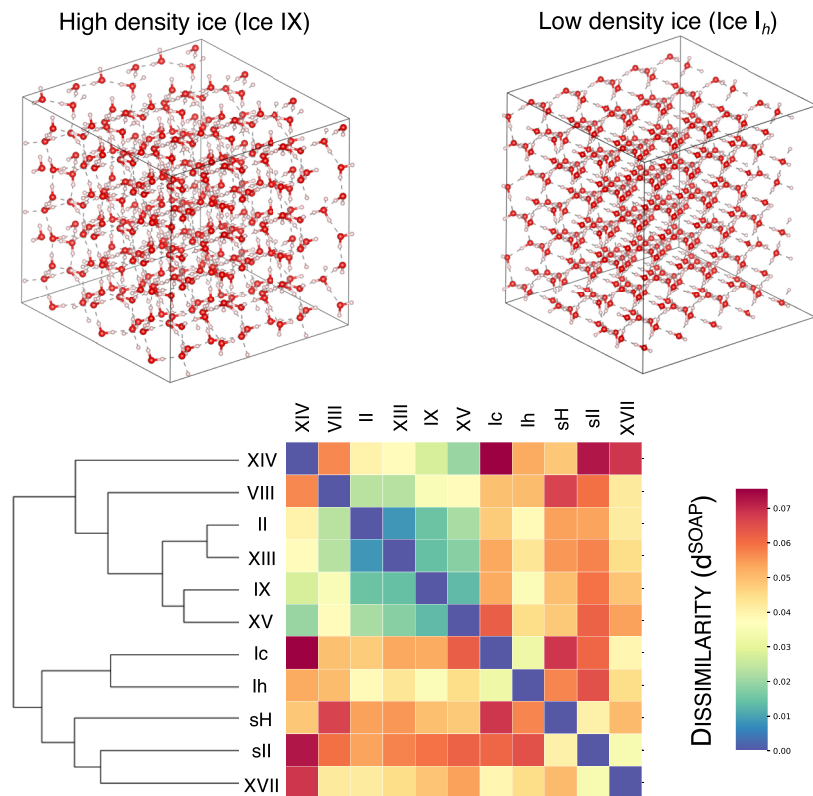 High density ice (Ice IX)
Low density ice (Ice Ih)
XIV VIII II XIII IX XV Ic Ih sH sII XVII
XIV
VIII
II
XIII
IX
XV
Ic
Ih
sH
sII
XVII
0.07
0.06
0.05
0.04
0.03
0.02
0.01
0.00
DISSIMILARITY (dSOAP)